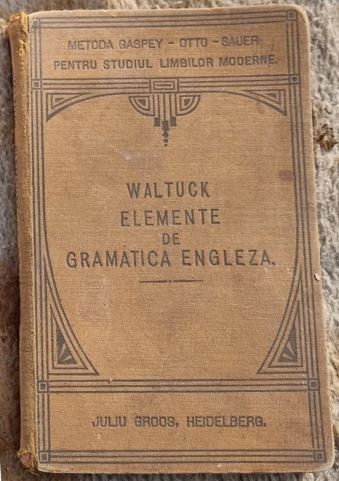 METODA GASPEY – OTTO – SAUER
PENTRU STUDIUL LIMBILOR MODERNE.
WALTUCK
ELEMENTE
DE
GRAMATICA ENGLEZA.
JULIU GROOS, HEIDELBERG.